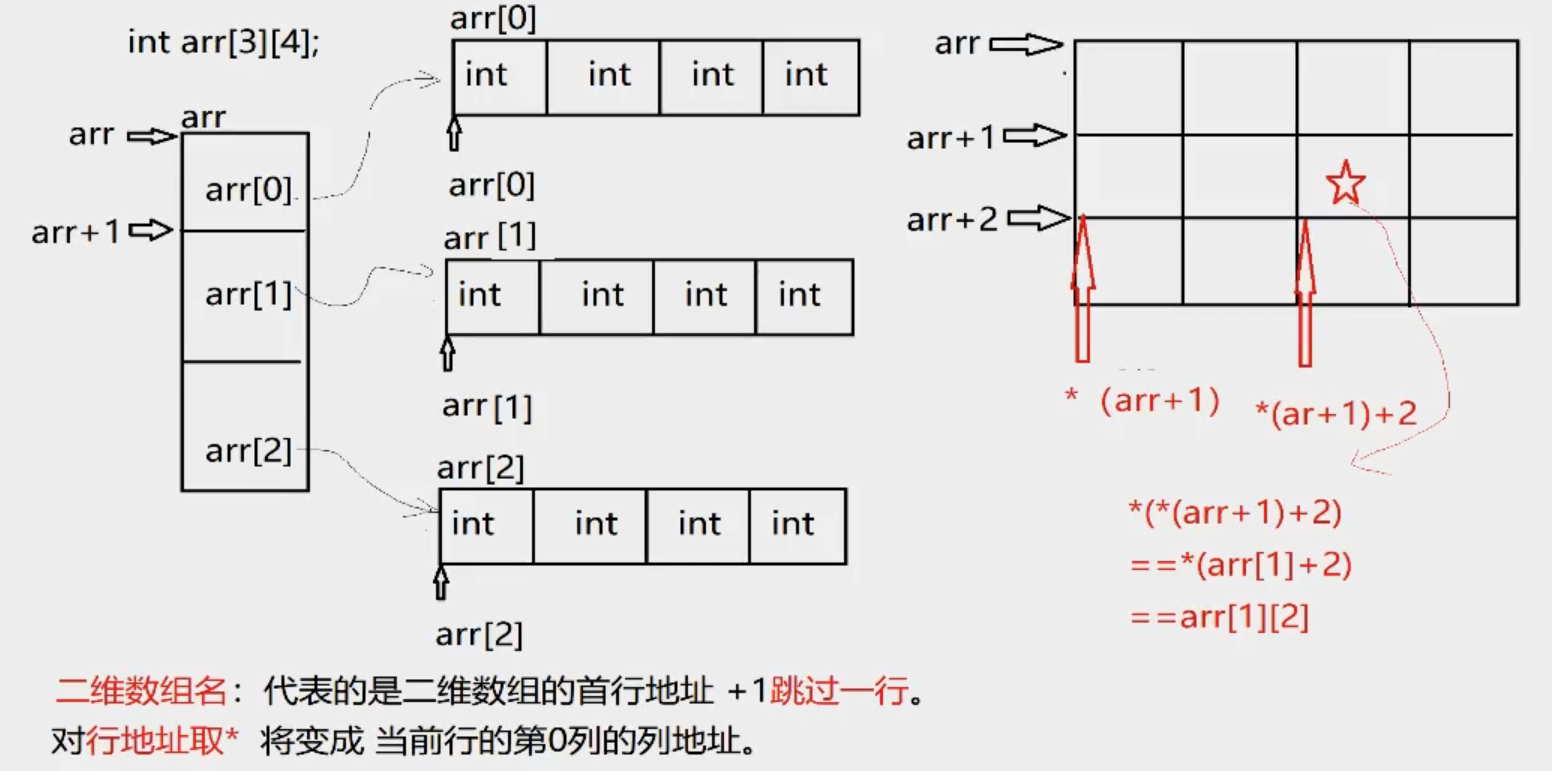 int arr[3][4];
arr
arr
arr[0]
arr+1
arr[1]
arr[2]
arr[0]
int int int int
arr[0]
arr [1]
int int int int
arr[1]
arr[2]
int int int int
arr[2]
arr
arr+1
arr+2
* (arr+1)
*(ar+1)+2
*(*(arr+1)+2)
==*(arr[1]+2)
==arr[1][2]
二维数组名：代表的是二维数组的首行地址 +1跳过一行。
对行地址取* 将变成 当前行的第0列的列地址。